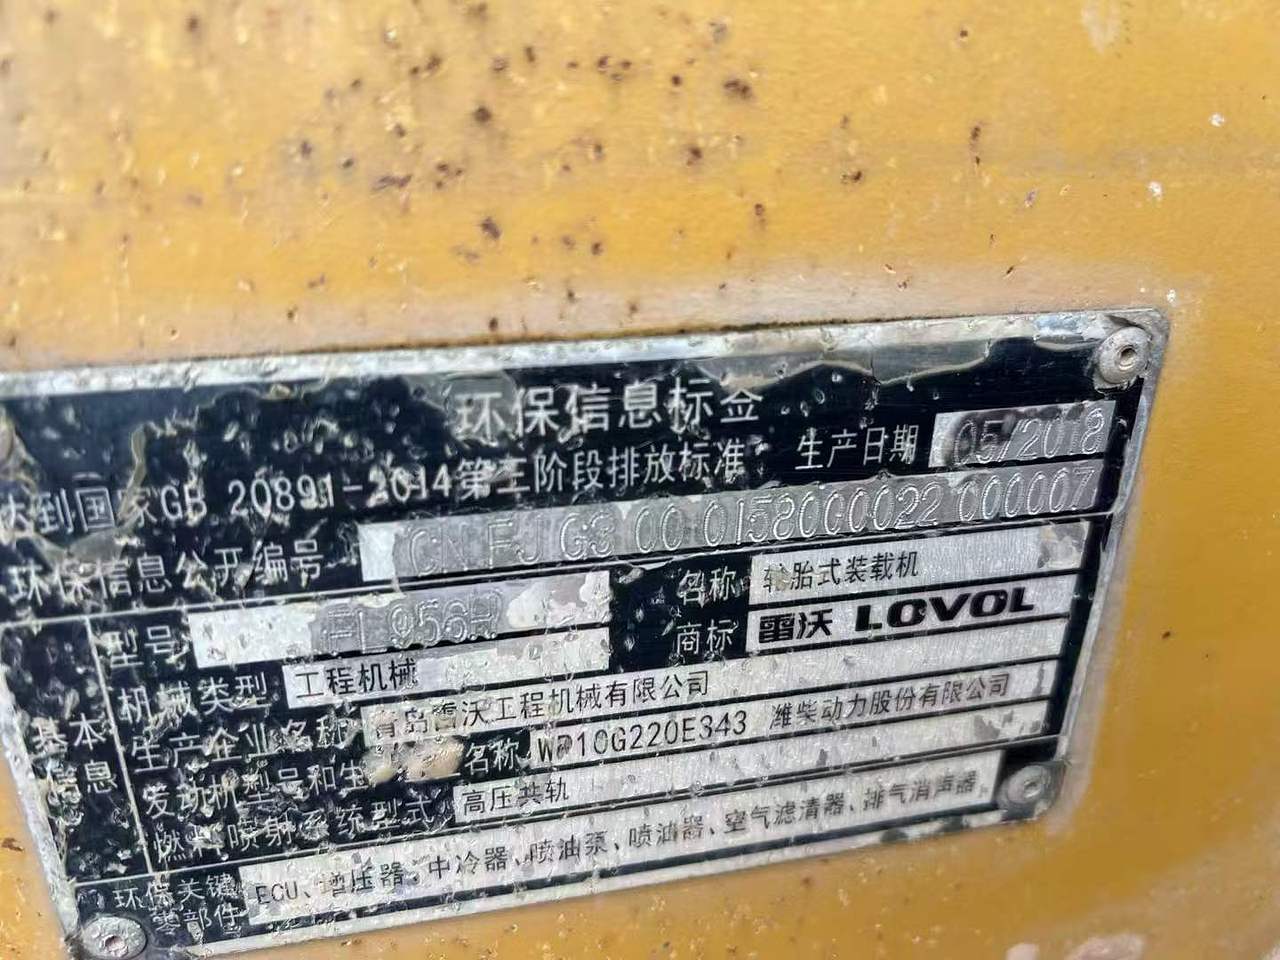 环保信息标签
达到国家GB 20891-2014第三阶段排放标准 生产日期 05/2018
环保信息公开编号 CN FJ G3 00 0158000022 000007
型号 FL956H 名称 轮胎式装载机
机械类型 工程机械 商标 雷沃 LOVOL
基本信息
生产企业名称 青岛雷沃工程机械有限公司
发动机型号和生 名称 WP10G220E343 潍柴动力股份有限公司
燃料喷射系统型式 高压共轨
环保关键零部件 ECU、增压器、中冷器、喷油泵、喷油器、空气滤清器、排气消声器